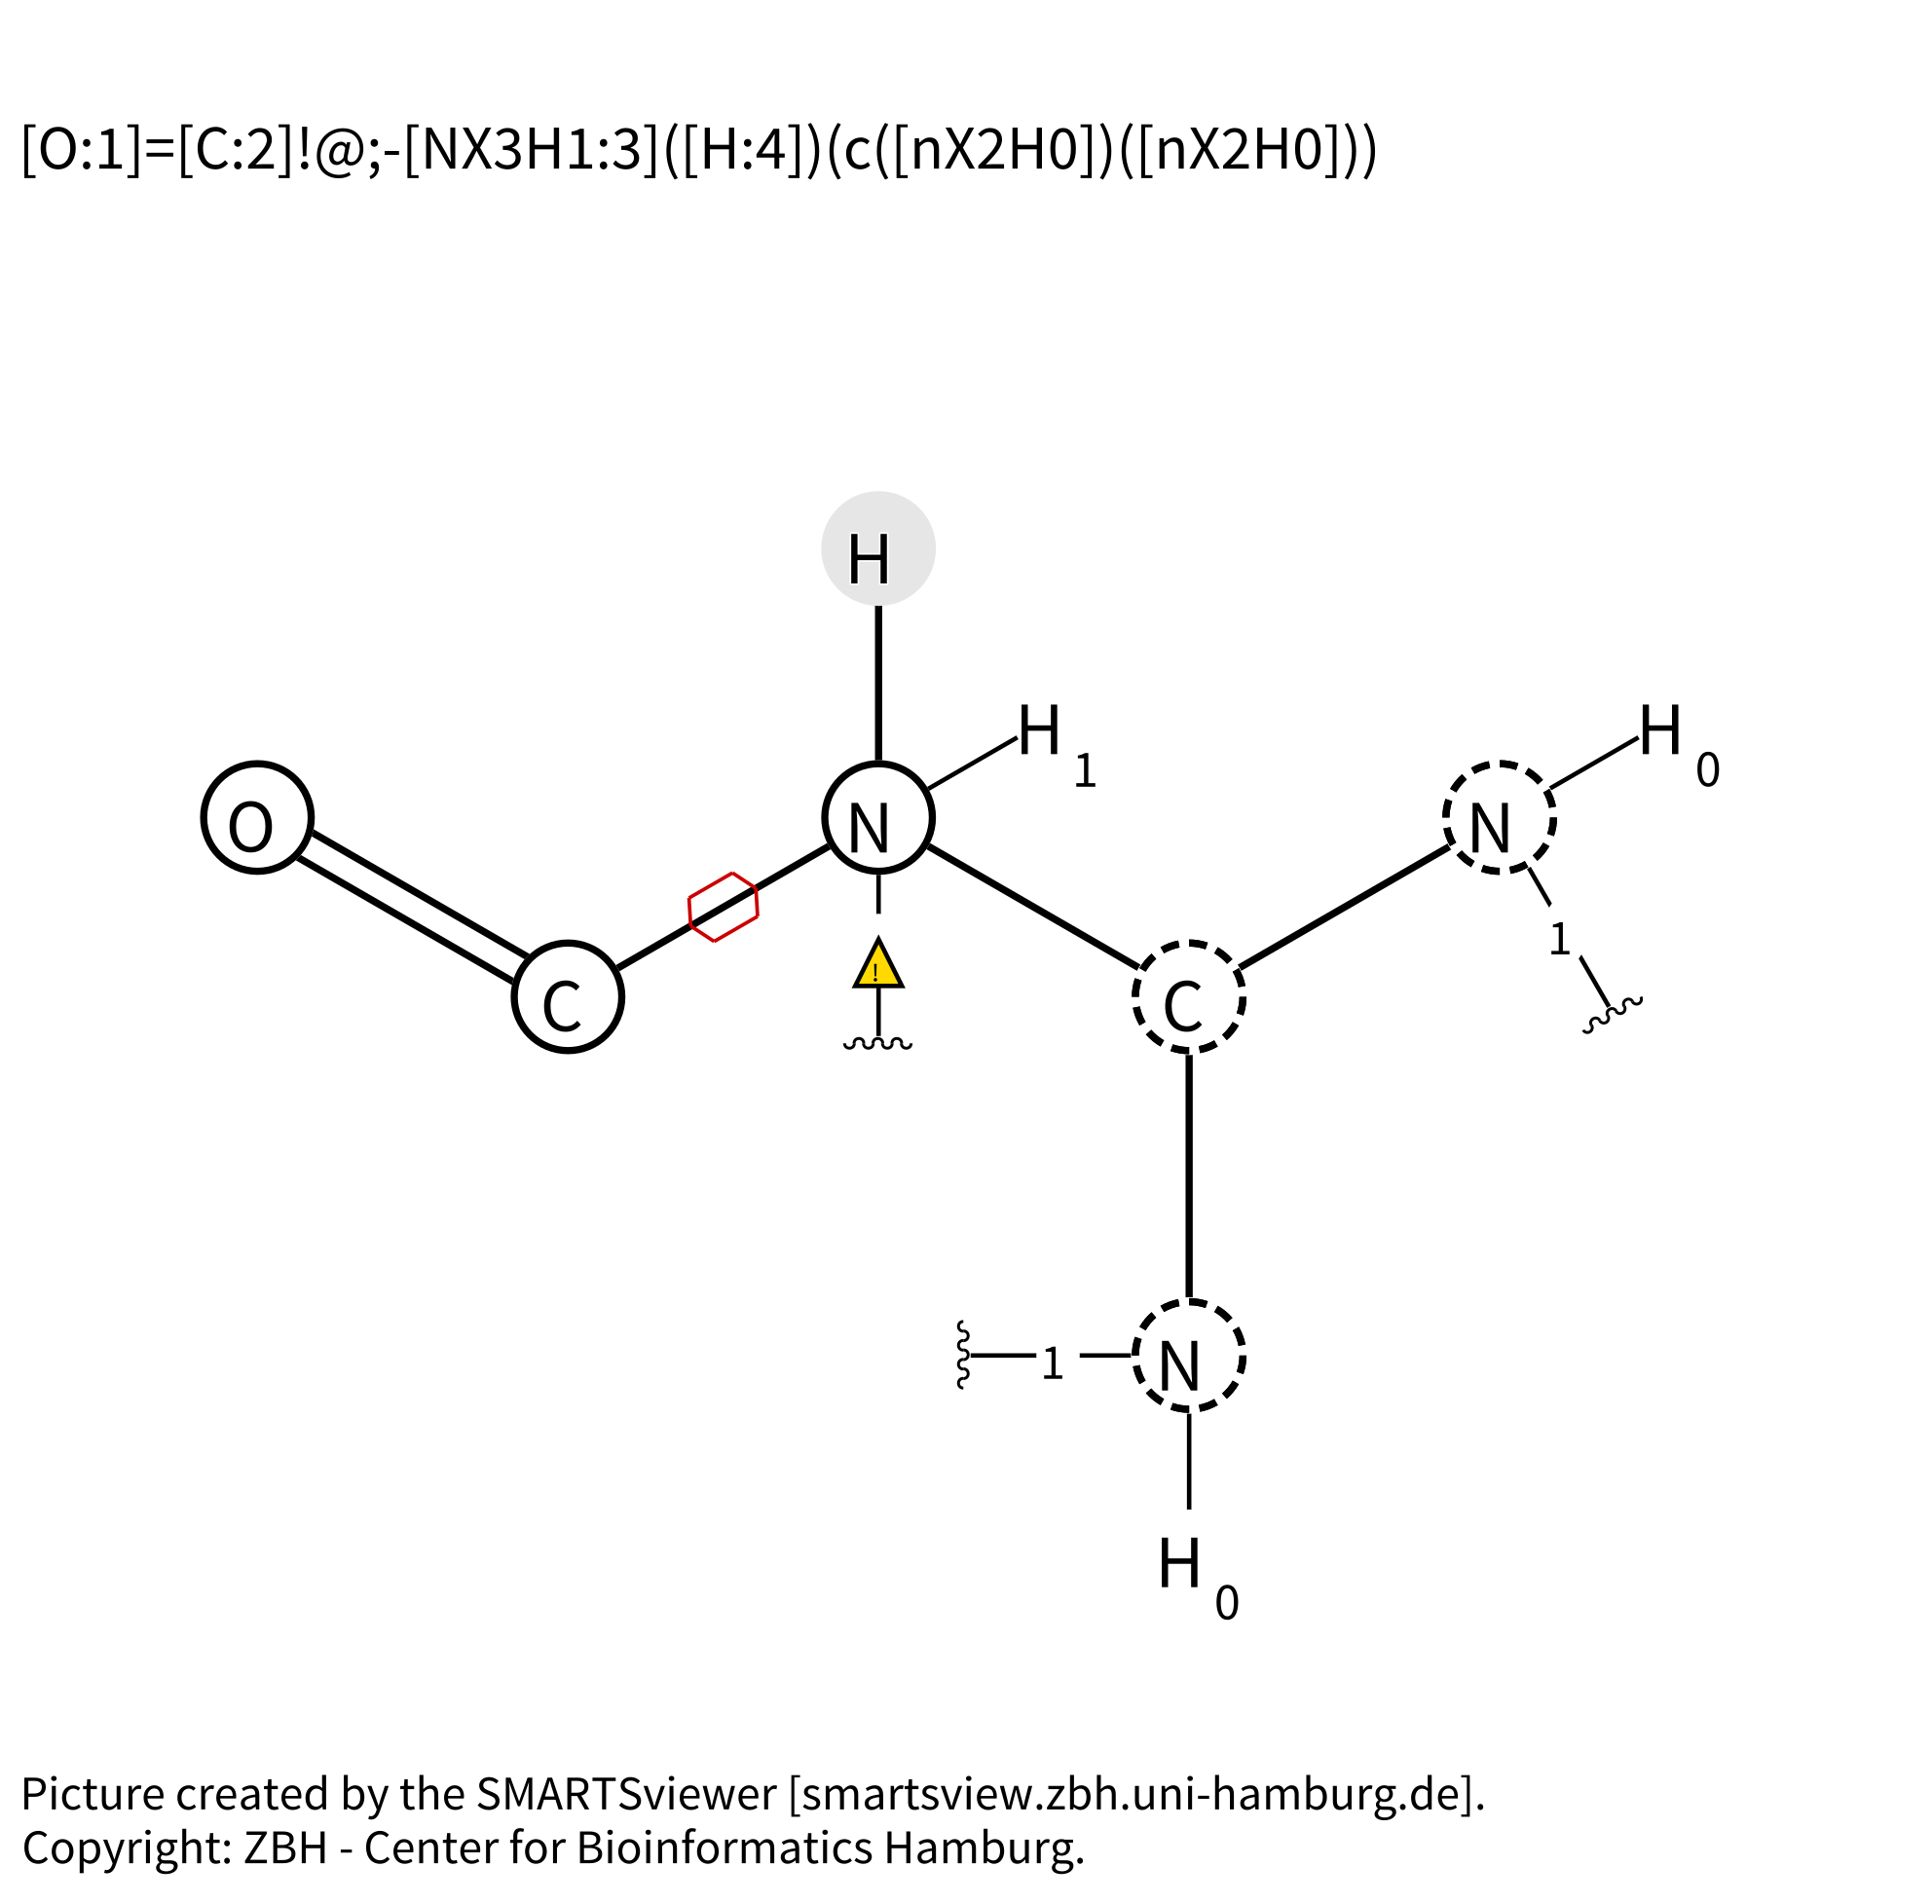 [O:1]=[C:2]!@;-[NX3H1:3]([H:4])(c([nX2H0])([nX2H0]))
H
H 1
H 0
O
N
N
!
1
C
C
1
N
H 0
Picture created by the SMARTSviewer [smartsview.zbh.uni-hamburg.de].
Copyright: ZBH - Center for Bioinformatics Hamburg.